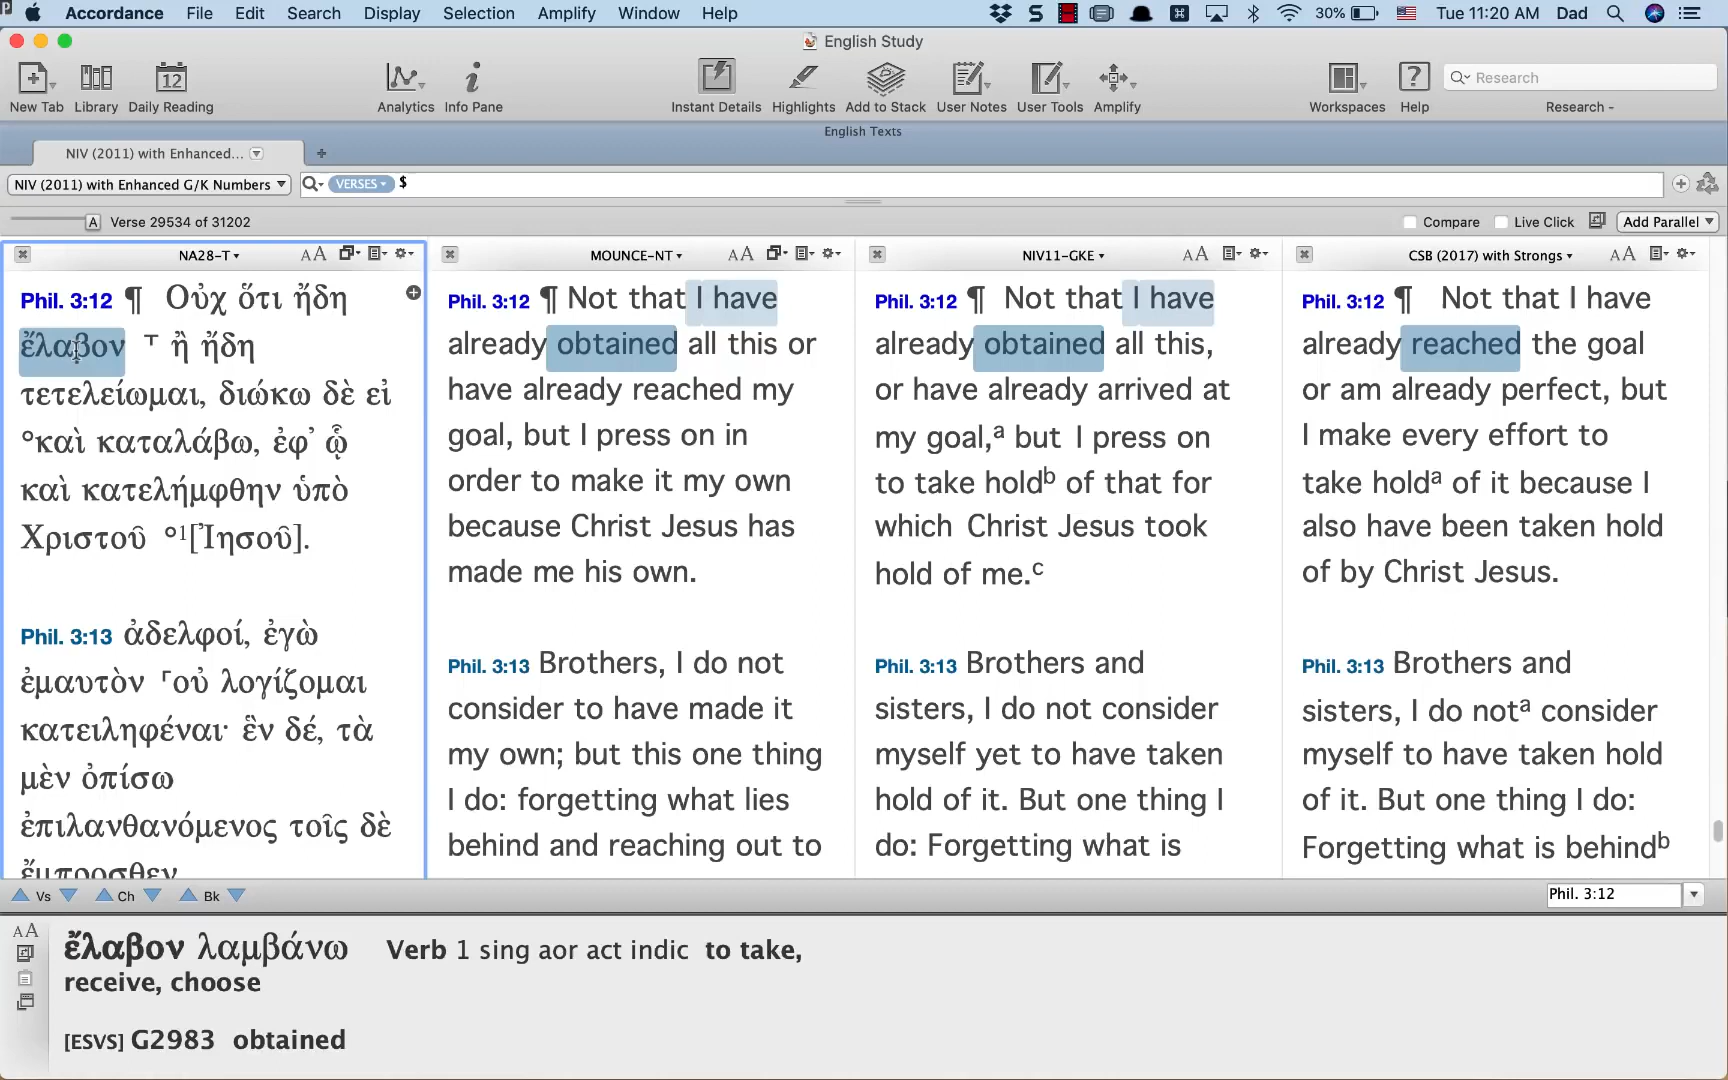 Accordance File Edit Search Display Selection Amplify Window Help 30% Tue 11:20 AM Dad
English Study
New Tab Library Daily Reading Analytics Info Pane Instant Details Highlights Add to Stack User Notes User Tools Amplify Workspaces Help Research
12
Research -
English Texts
NIV (2011) with Enhanced...
NIV (2011) with Enhanced G/K Numbers VERSES $
A Verse 29534 of 31202 Compare Live Click Add Parallel
NA28-T
Phil. 3:12 ¶ Οὐχ ὅτι ἤδη
ἔλαβον ⸆ ἢ ἤδη
τετελείωμαι, διώκω δὲ εἰ
°καὶ καταλάβω, ἐφ᾽ ᾧ
καὶ κατελήμφθην ὑπὸ
Χριστοῦ °¹[Ἰησοῦ].
Phil. 3:13 ἀδελφοί, ἐγὼ
ἐμαυτὸν ⸀οὐ λογίζομαι
κατειληφέναι· ἓν δέ, τὰ
μὲν ὀπίσω
ἐπιλανθανόμενος τοῖς δὲ
ἔμπροσθεν
MOUNCE-NT
Phil. 3:12 ¶ Not that I have
already obtained all this or
have already reached my
goal, but I press on in
order to make it my own
because Christ Jesus has
made me his own.
Phil. 3:13 Brothers, I do not
consider to have made it
my own; but this one thing
I do: forgetting what lies
behind and reaching out to
NIV11-GKE
Phil. 3:12 ¶ Not that I have
already obtained all this,
or have already arrived at
my goal,ᵃ but I press on
to take holdᵇ of that for
which Christ Jesus took
hold of me.ᶜ
Phil. 3:13 Brothers and
sisters, I do not consider
myself yet to have taken
hold of it. But one thing I
do: Forgetting what is
CSB (2017) with Strongs
Phil. 3:12 ¶ Not that I have
already reached the goal
or am already perfect, but
I make every effort to
take holdᵃ of it because I
also have been taken hold
of by Christ Jesus.
Phil. 3:13 Brothers and
sisters, I do notᵃ consider
myself to have taken hold
of it. But one thing I do:
Forgetting what is behindᵇ
Vs Ch Bk Phil. 3:12
ἔλαβον λαμβάνω Verb 1 sing aor act indic to take,
receive, choose
[ESVS] G2983 obtained